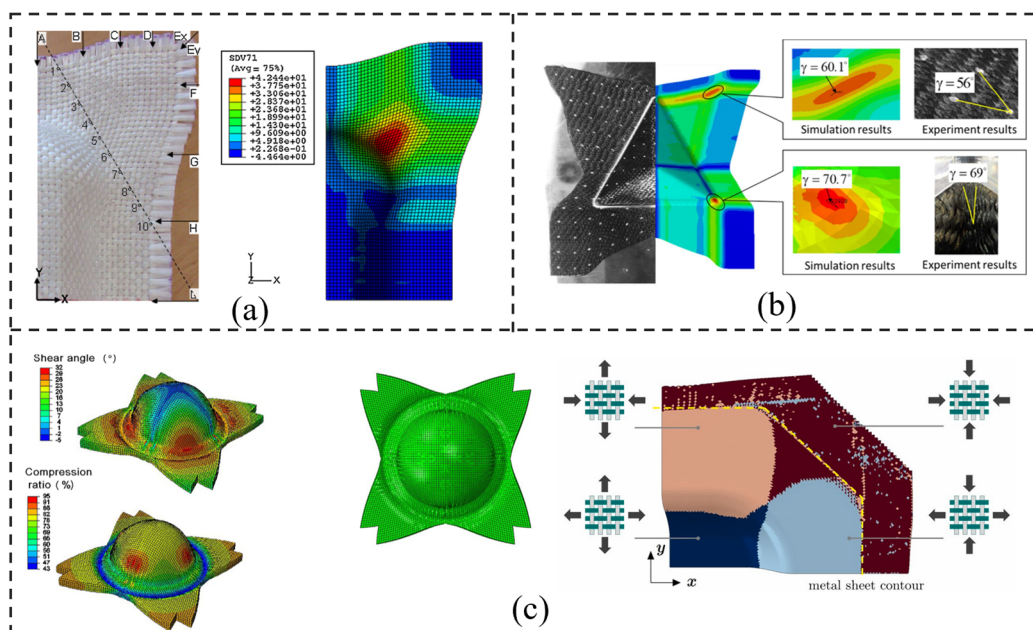 A
B
C
D
Ex
Ey
F
G
H
1°
2°
3°
4°
5°
6°
7°
8°
9°
10°
Y
X
SDV71
(Avg = 75%)
+4.244e+01
+3.775e+01
+3.306e+01
+2.837e+01
+2.368e+01
+1.899e+01
+1.430e+01
+9.609e+00
+4.918e+00
+2.268e-01
-4.464e+00
Y
Z
X
(a)
γ = 60.1°
γ = 56°
Simulation results
Experiment results
γ = 70.7°
γ = 69°
Simulation results
Experiment results
(b)
Shear angle (°)
32
29
26
23
18
16
13
10
7
4
1
-2
-5
Compression
ratio (%)
95
91
86
82
78
73
69
65
60
56
51
47
43
y
x
metal sheet contour
(c)